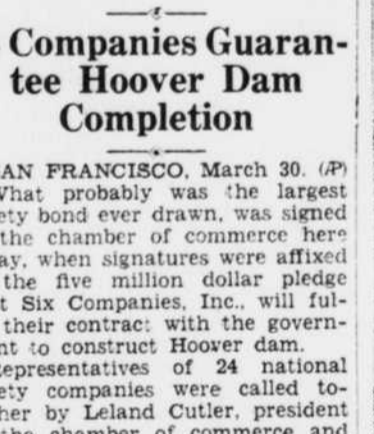 Companies Guaran-
tee Hoover Dam
Completion
AN FRANCISCO, March 30. (AP)
What probably was the largest
ety bond ever drawn, was signed
the chamber of commerce here
ay, when signatures were affixed
the five million dollar pledge
t Six Companies, Inc., will ful-
their contract with the govern-
nt to construct Hoover dam.
epresentatives of 24 national
ety companies were called to-
her by Leland Cutler, president
the chamber of commerce and